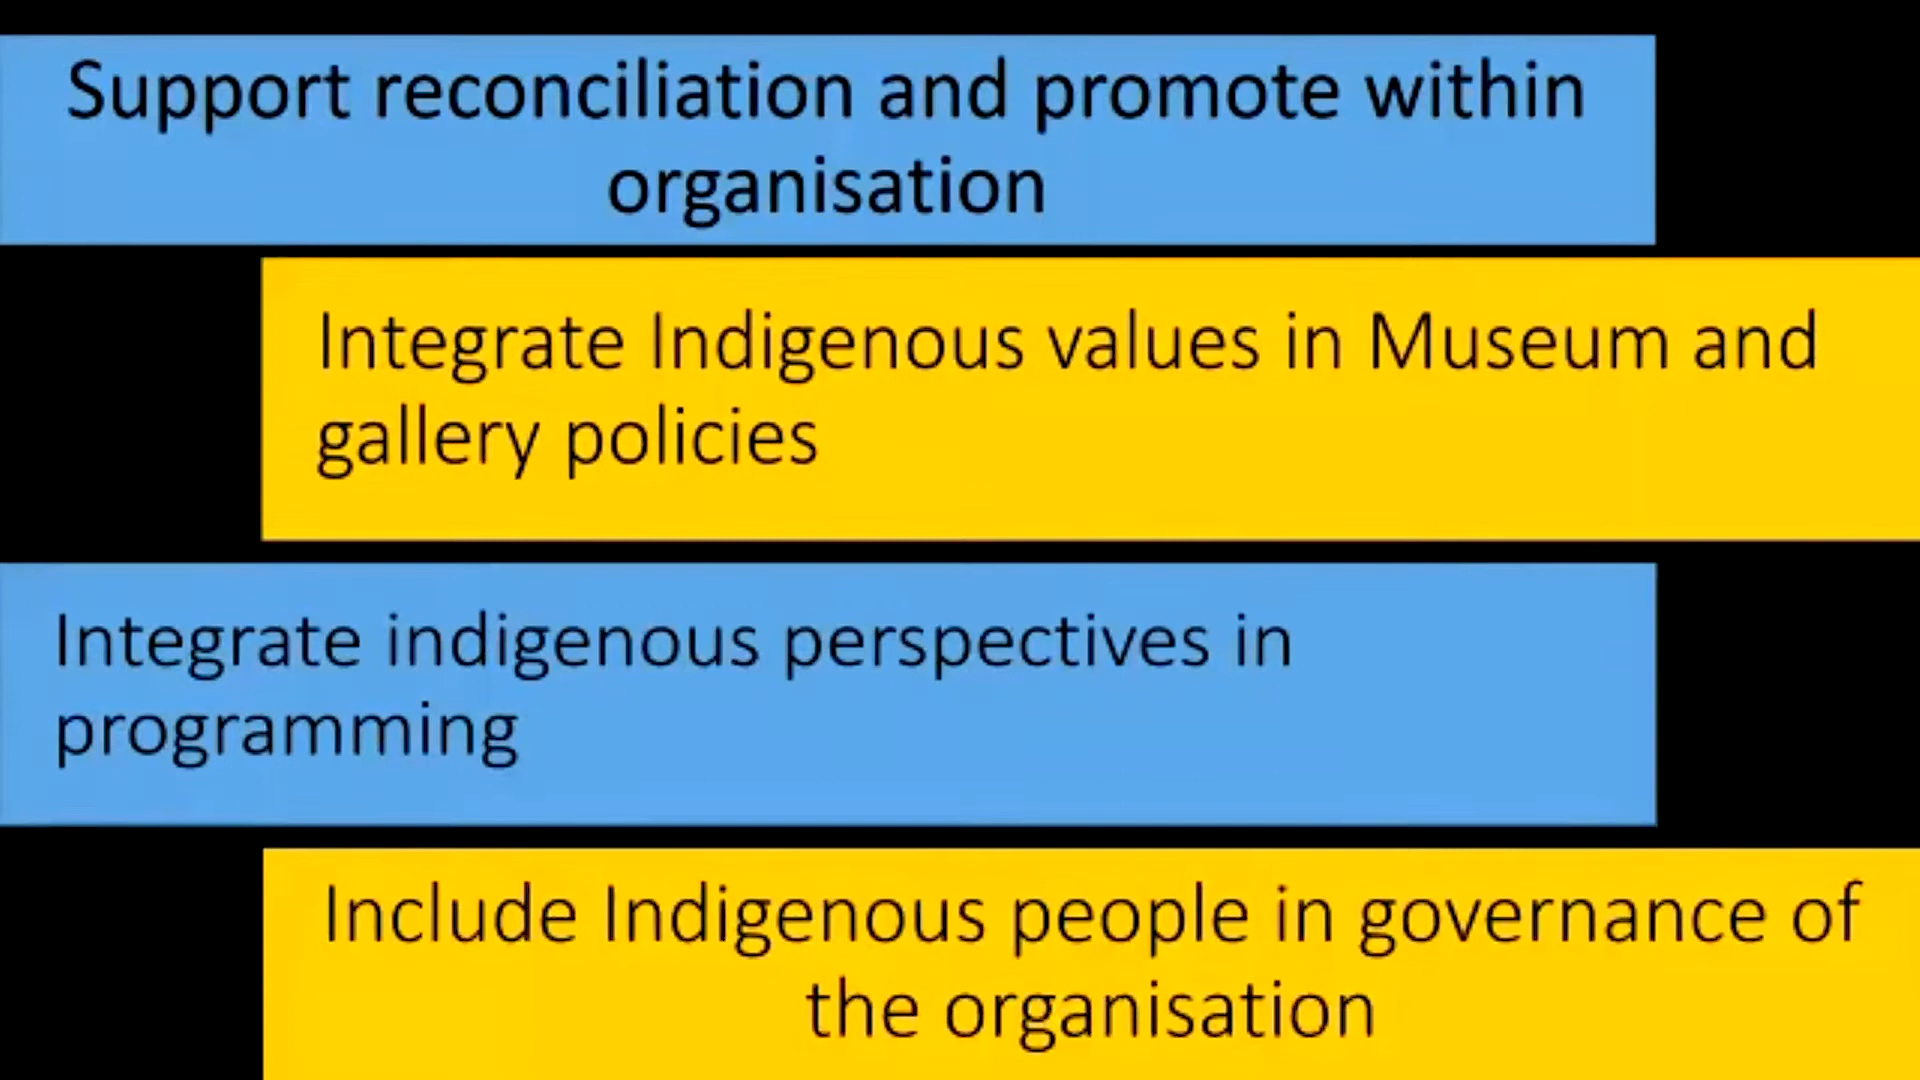 Support reconciliation and promote within
organisation
Integrate Indigenous values in Museum and
gallery policies
Integrate indigenous perspectives in
programming
Include Indigenous people in governance of
the organisation